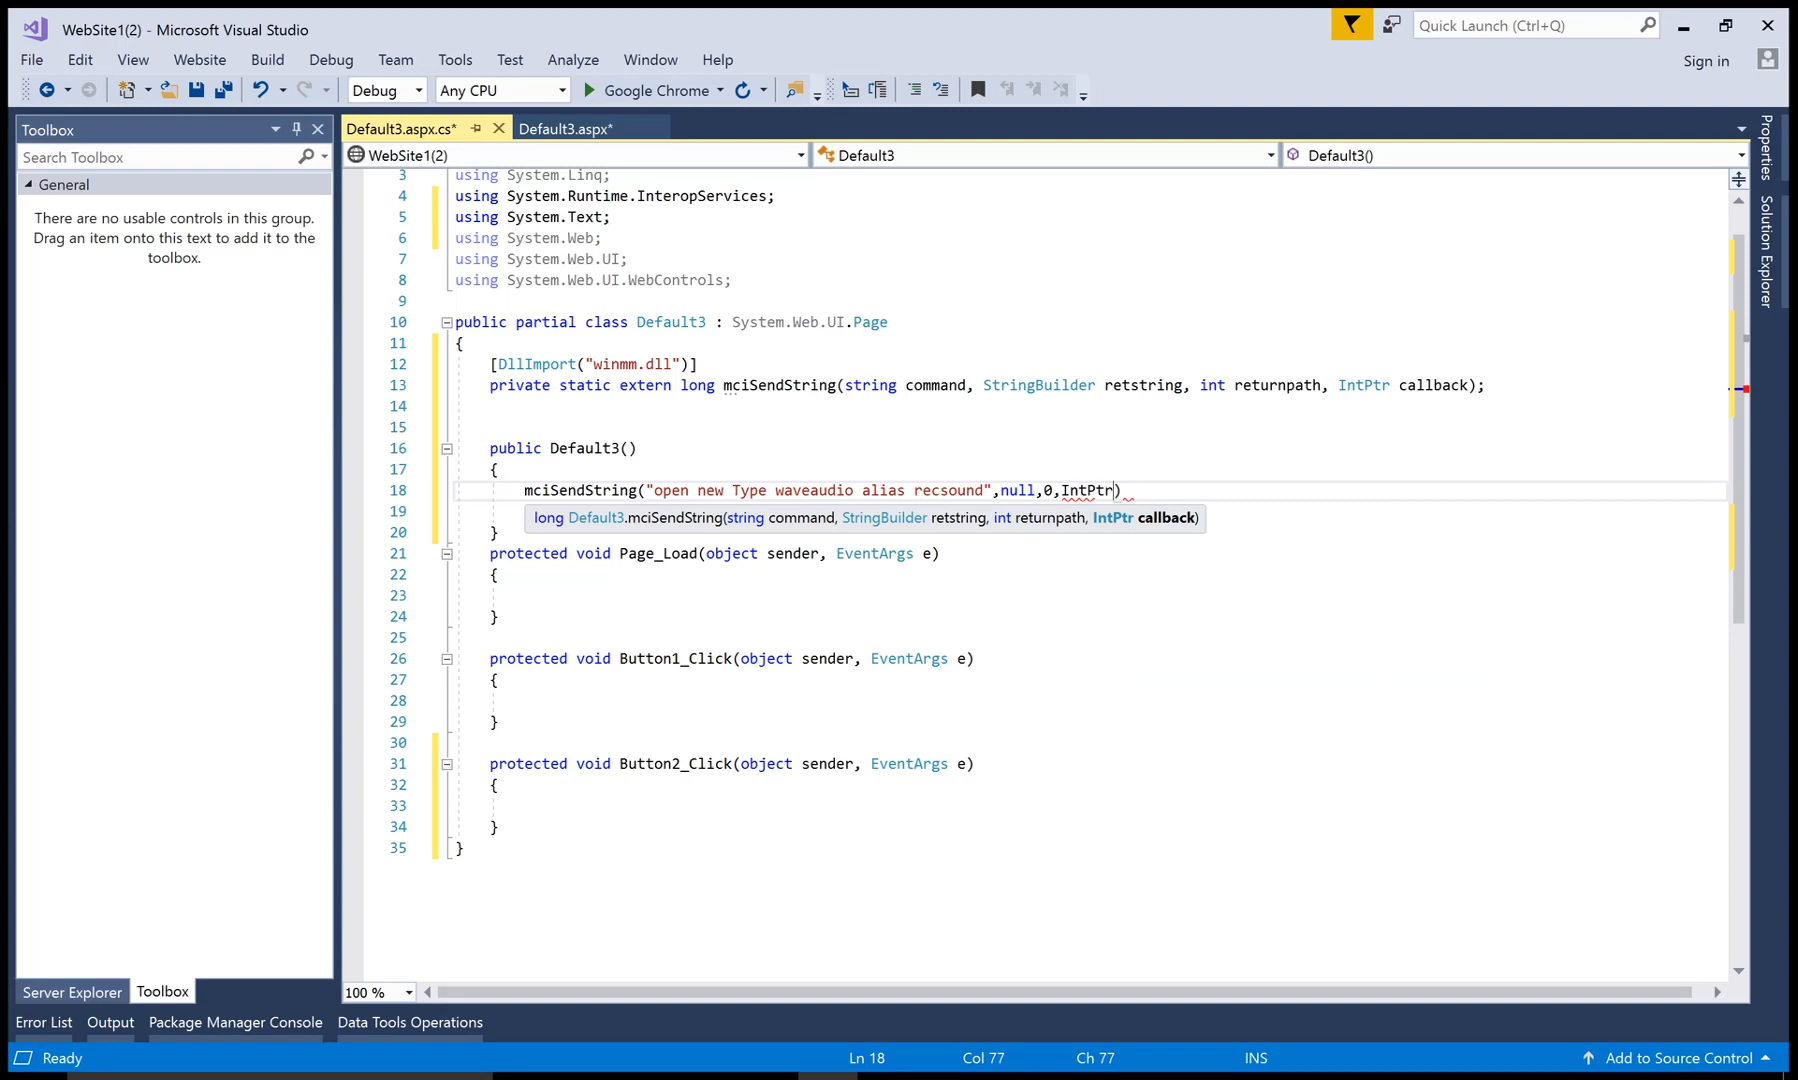 WebSite1(2) - Microsoft Visual Studio
Quick Launch (Ctrl+Q)
File Edit View Website Build Debug Team Tools Test Analyze Window Help
Sign in
Debug Any CPU Google Chrome
Toolbox
Search Toolbox
General
There are no usable controls in this group.
Drag an item onto this text to add it to the
toolbox.
Default3.aspx.cs* Default3.aspx*
WebSite1(2) Default3 Default3()
3 using System.Linq;
4 using System.Runtime.InteropServices;
5 using System.Text;
6 using System.Web;
7 using System.Web.UI;
8 using System.Web.UI.WebControls;
9
10 public partial class Default3 : System.Web.UI.Page
11 {
12 [DllImport("winmm.dll")]
13 private static extern long mciSendString(string command, StringBuilder retstring, int returnpath, IntPtr callback);
14
15
16 public Default3()
17 {
18 mciSendString("open new Type waveaudio alias recsound",null,0,IntPtr)
19 long Default3.mciSendString(string command, StringBuilder retstring, int returnpath, IntPtr callback)
20 }
21 protected void Page_Load(object sender, EventArgs e)
22 {
23
24 }
25
26 protected void Button1_Click(object sender, EventArgs e)
27 {
28
29 }
30
31 protected void Button2_Click(object sender, EventArgs e)
32 {
33
34 }
35 }
Properties
Solution Explorer
100 %
Server Explorer Toolbox
Error List Output Package Manager Console Data Tools Operations
Ready Ln 18 Col 77 Ch 77 INS Add to Source Control